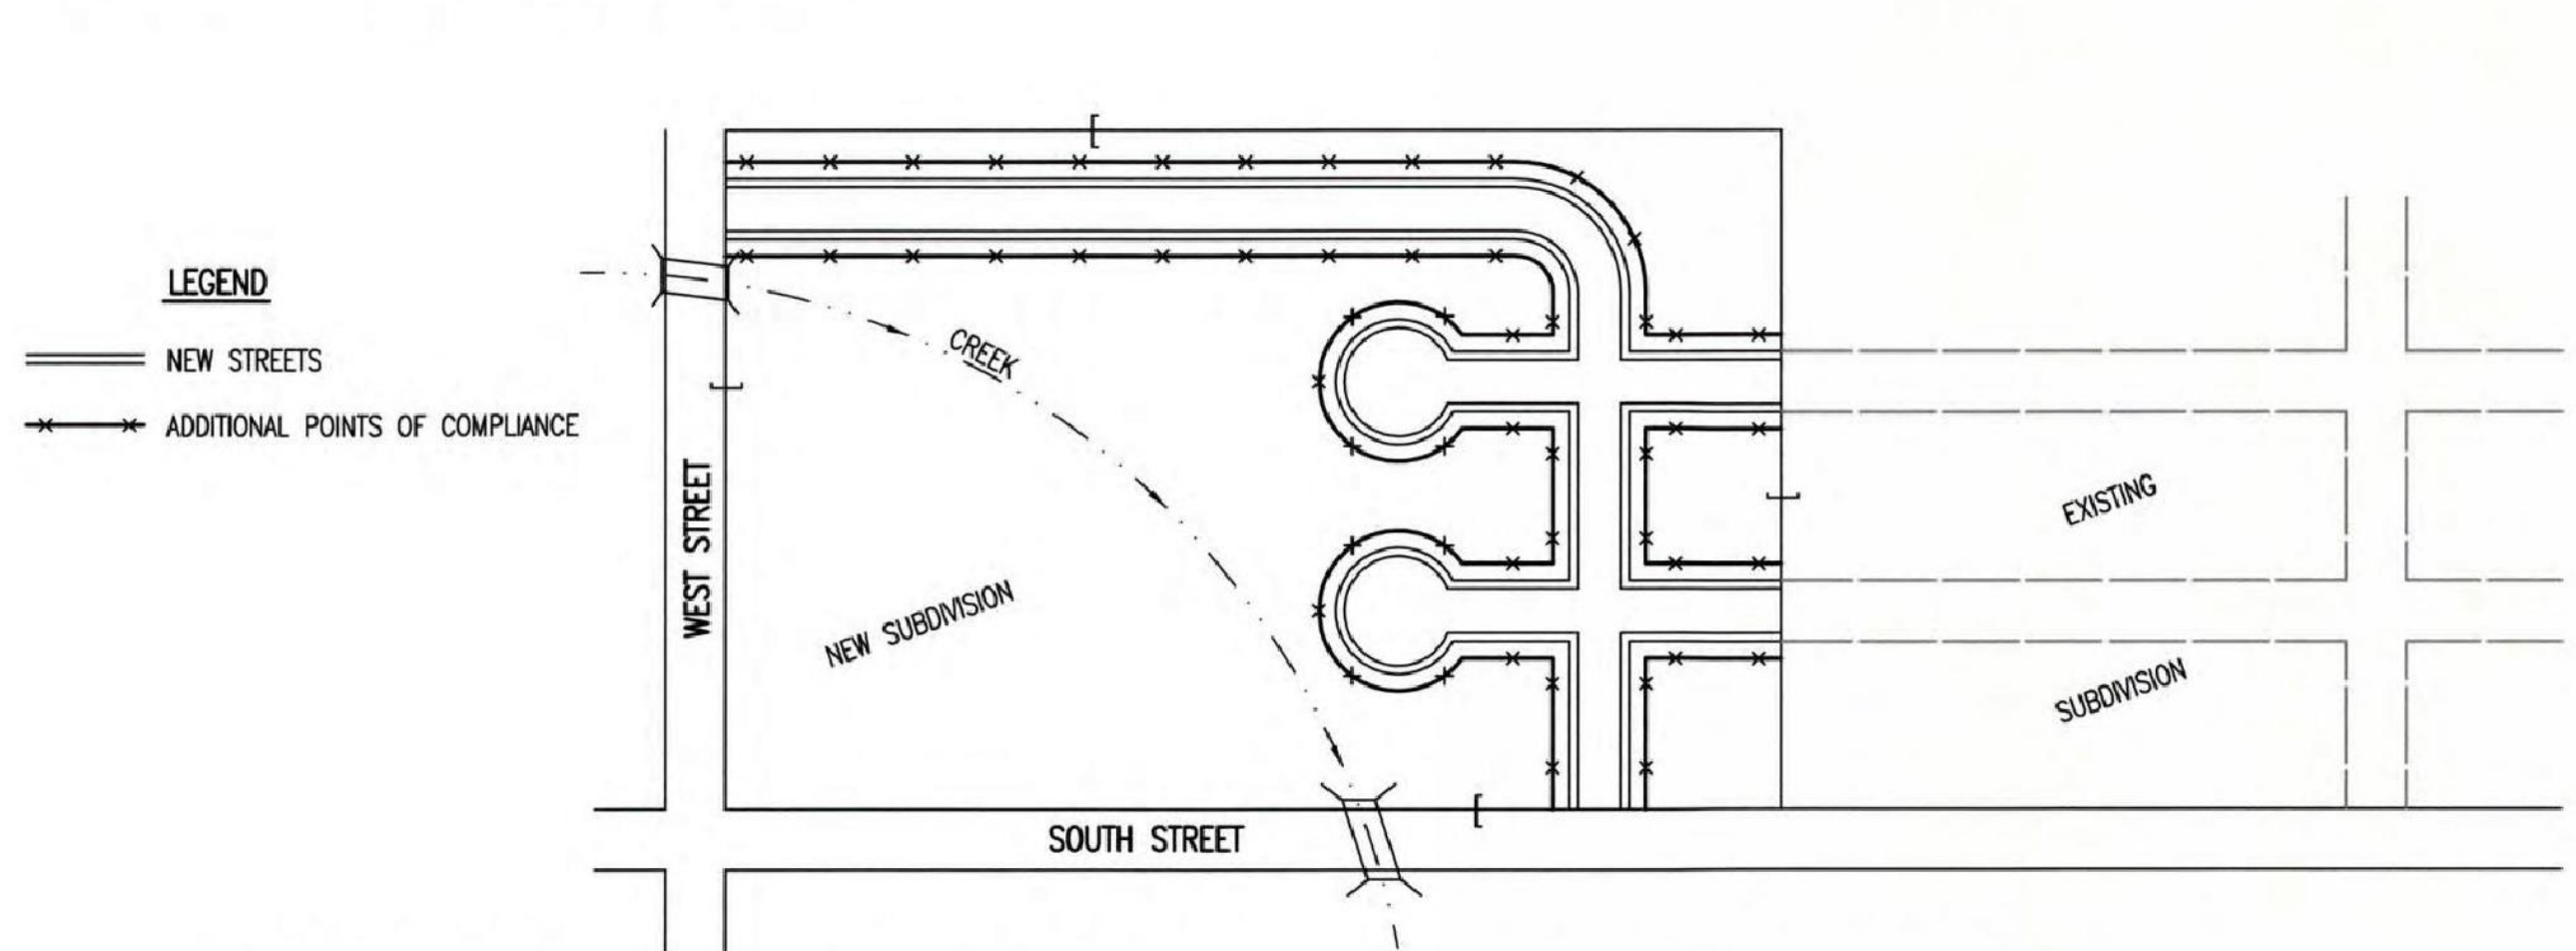 LEGEND
NEW STREETS
ADDITIONAL POINTS OF COMPLIANCE
CREEK
WEST STREET
NEW SUBDIVISION
EXISTING
SUBDIVISION
SOUTH STREET